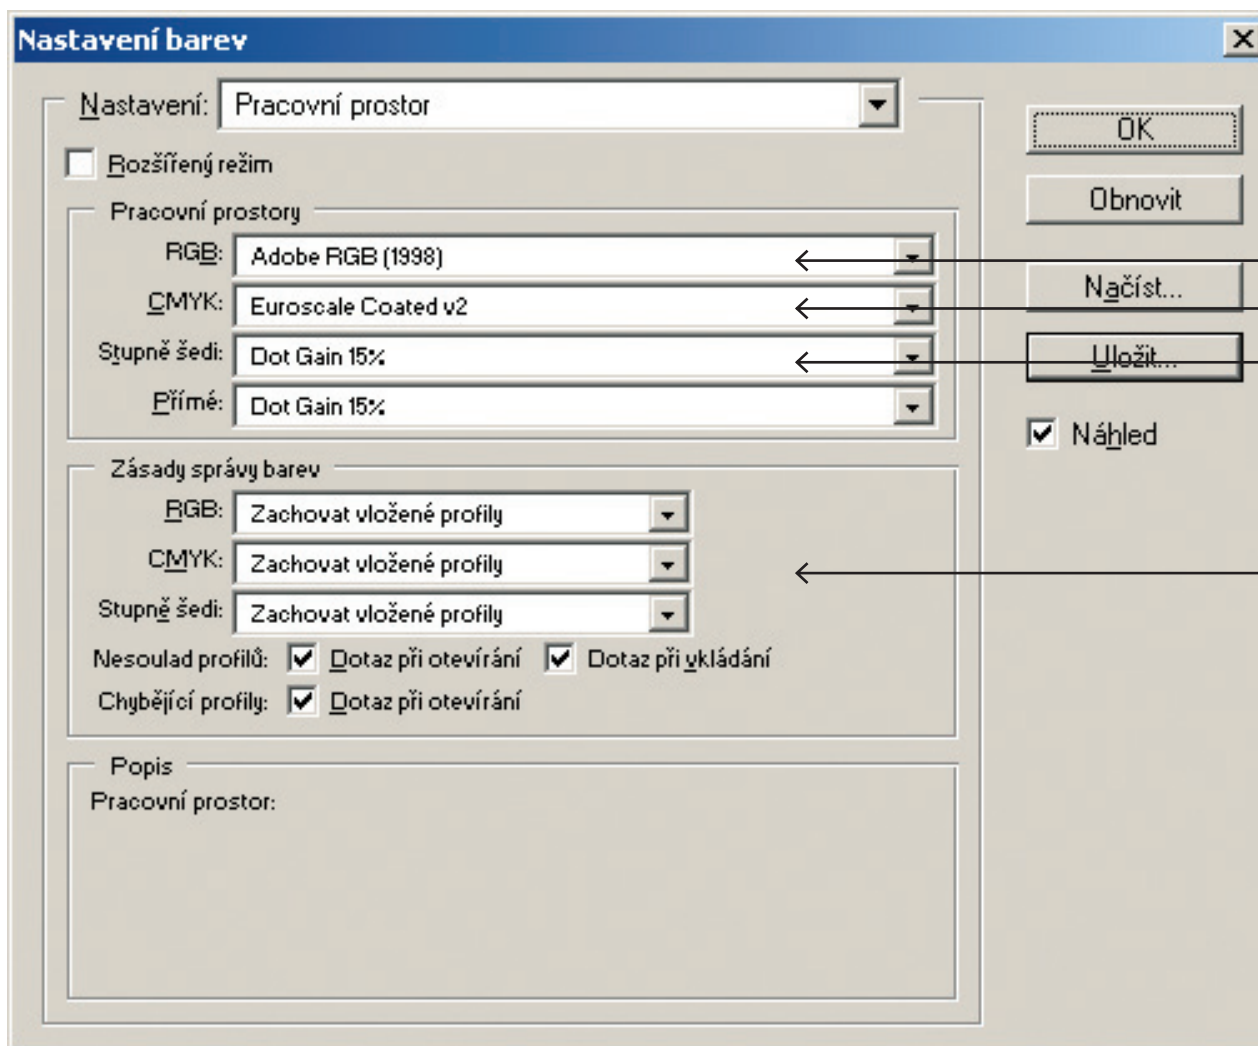 Nastavení barev
Nastavení: Pracovní prostor
Rozšířený režim
Pracovní prostory
RGB: Adobe RGB (1998)
CMYK: Euroscale Coated v2
Stupně šedi: Dot Gain 15%
Přímé: Dot Gain 15%
Zásady správy barev
RGB: Zachovat vložené profily
CMYK: Zachovat vložené profily
Stupně šedi: Zachovat vložené profily
Nesoulad profilů: Dotaz při otevírání Dotaz při vkládání
Chybějící profily: Dotaz při otevírání
Popis
Pracovní prostor:
OK
Obnovit
Načíst...
Uložit...
Náhled